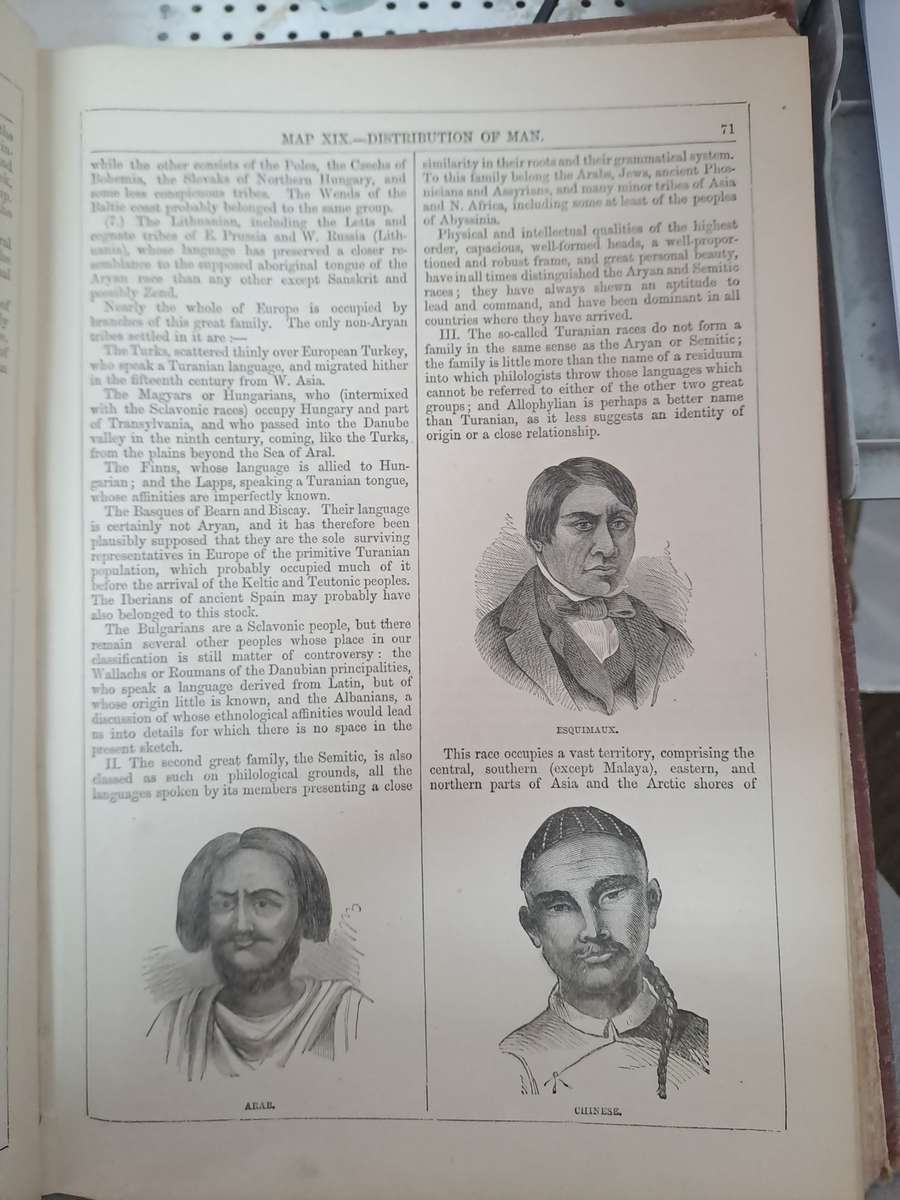 MAP XIX.—DISTRIBUTION OF MAN.
71
while the other consists of the Poles, the Czechs of
Bohemia, the Slovaks of Northern Hungary, and
some less conspicuous tribes. The Wends of the
Baltic coast probably belonged to the same group.
(7.) The Lithuanian, including the Letts and
cognate tribes of E. Prussia and W. Russia (Lith-
uania), whose language has preserved a closer re-
semblance to the supposed aboriginal tongue of the
Aryan race than any other except Sanskrit and
possibly Zend.
Nearly the whole of Europe is occupied by
branches of this great family. The only non-Aryan
tribes settled in it are :—
The Turks, scattered thinly over European Turkey,
who speak a Turanian language, and migrated hither
in the fifteenth century from W. Asia.
The Magyars or Hungarians, who (intermixed
with the Sclavonic races) occupy Hungary and part
of Transylvania, and who passed into the Danube
valley in the ninth century, coming, like the Turks,
from the plains beyond the Sea of Aral.
The Finns, whose language is allied to Hun-
garian; and the Lapps, speaking a Turanian tongue,
whose affinities are imperfectly known.
The Basques of Bearn and Biscay. Their language
is certainly not Aryan, and it has therefore been
plausibly supposed that they are the sole surviving
representatives in Europe of the primitive Turanian
population, which probably occupied much of it
before the arrival of the Keltic and Teutonic peoples.
The Iberians of ancient Spain may probably have
also belonged to this stock.
The Bulgarians are a Sclavonic people, but there
remain several other peoples whose place in our
classification is still matter of controversy: the
Wallachs or Roumans of the Danubian principalities,
who speak a language derived from Latin, but of
whose origin little is known, and the Albanians, a
discussion of whose ethnological affinities would lead
us into details for which there is no space in the
present sketch.
II. The second great family, the Semitic, is also
classed as such on philological grounds, all the
languages spoken by its members presenting a close
ARAB.
similarity in their roots and their grammatical system.
To this family belong the Arabs, Jews, ancient Phœ-
nicians and Assyrians, and many minor tribes of Asia
and N. Africa, including some at least of the peoples
of Abyssinia.
Physical and intellectual qualities of the highest
order, capacious, well-formed heads, a well-propor-
tioned and robust frame, and great personal beauty,
have in all times distinguished the Aryan and Semitic
races; they have always shewn an aptitude to
lead and command, and have been dominant in all
countries where they have arrived.
III. The so-called Turanian races do not form a
family in the same sense as the Aryan or Semitic;
the family is little more than the name of a residuum
into which philologists throw those languages which
cannot be referred to either of the other two great
groups; and Allophylian is perhaps a better name
than Turanian, as it less suggests an identity of
origin or a close relationship.
ESQUIMAUX.
This race occupies a vast territory, comprising the
central, southern (except Malaya), eastern, and
northern parts of Asia and the Arctic shores of
CHINESE.